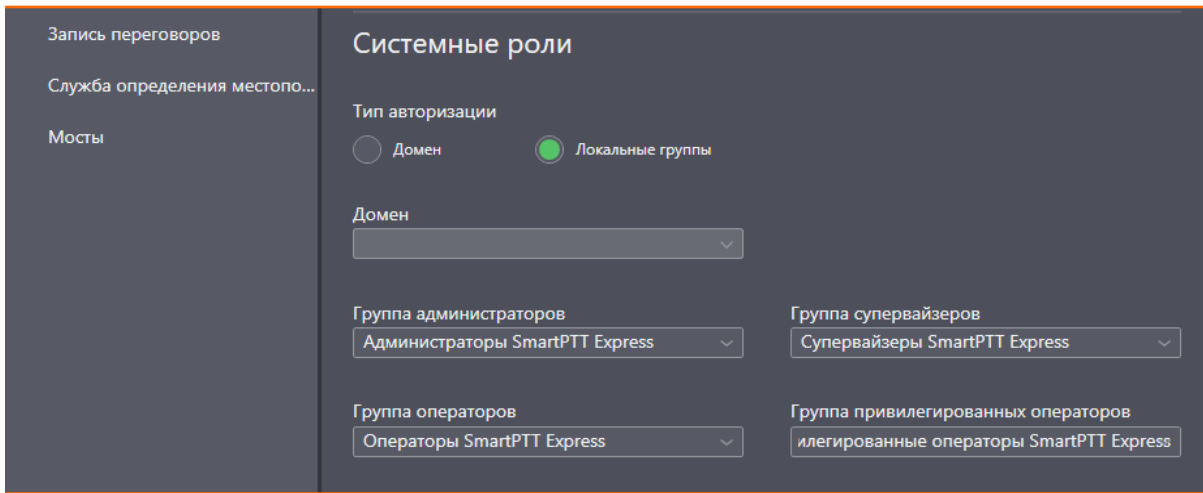 Запись переговоров
Служба определения местопо...
Мосты
Системные роли
Тип авторизации
Домен
Локальные группы
Домен
Группа администраторов
Группа супервайзеров
Администраторы SmartPTT Express
Супервайзеры SmartPTT Express
Группа операторов
Группа привилегированных операторов
Операторы SmartPTT Express
илегированные операторы SmartPTT Express